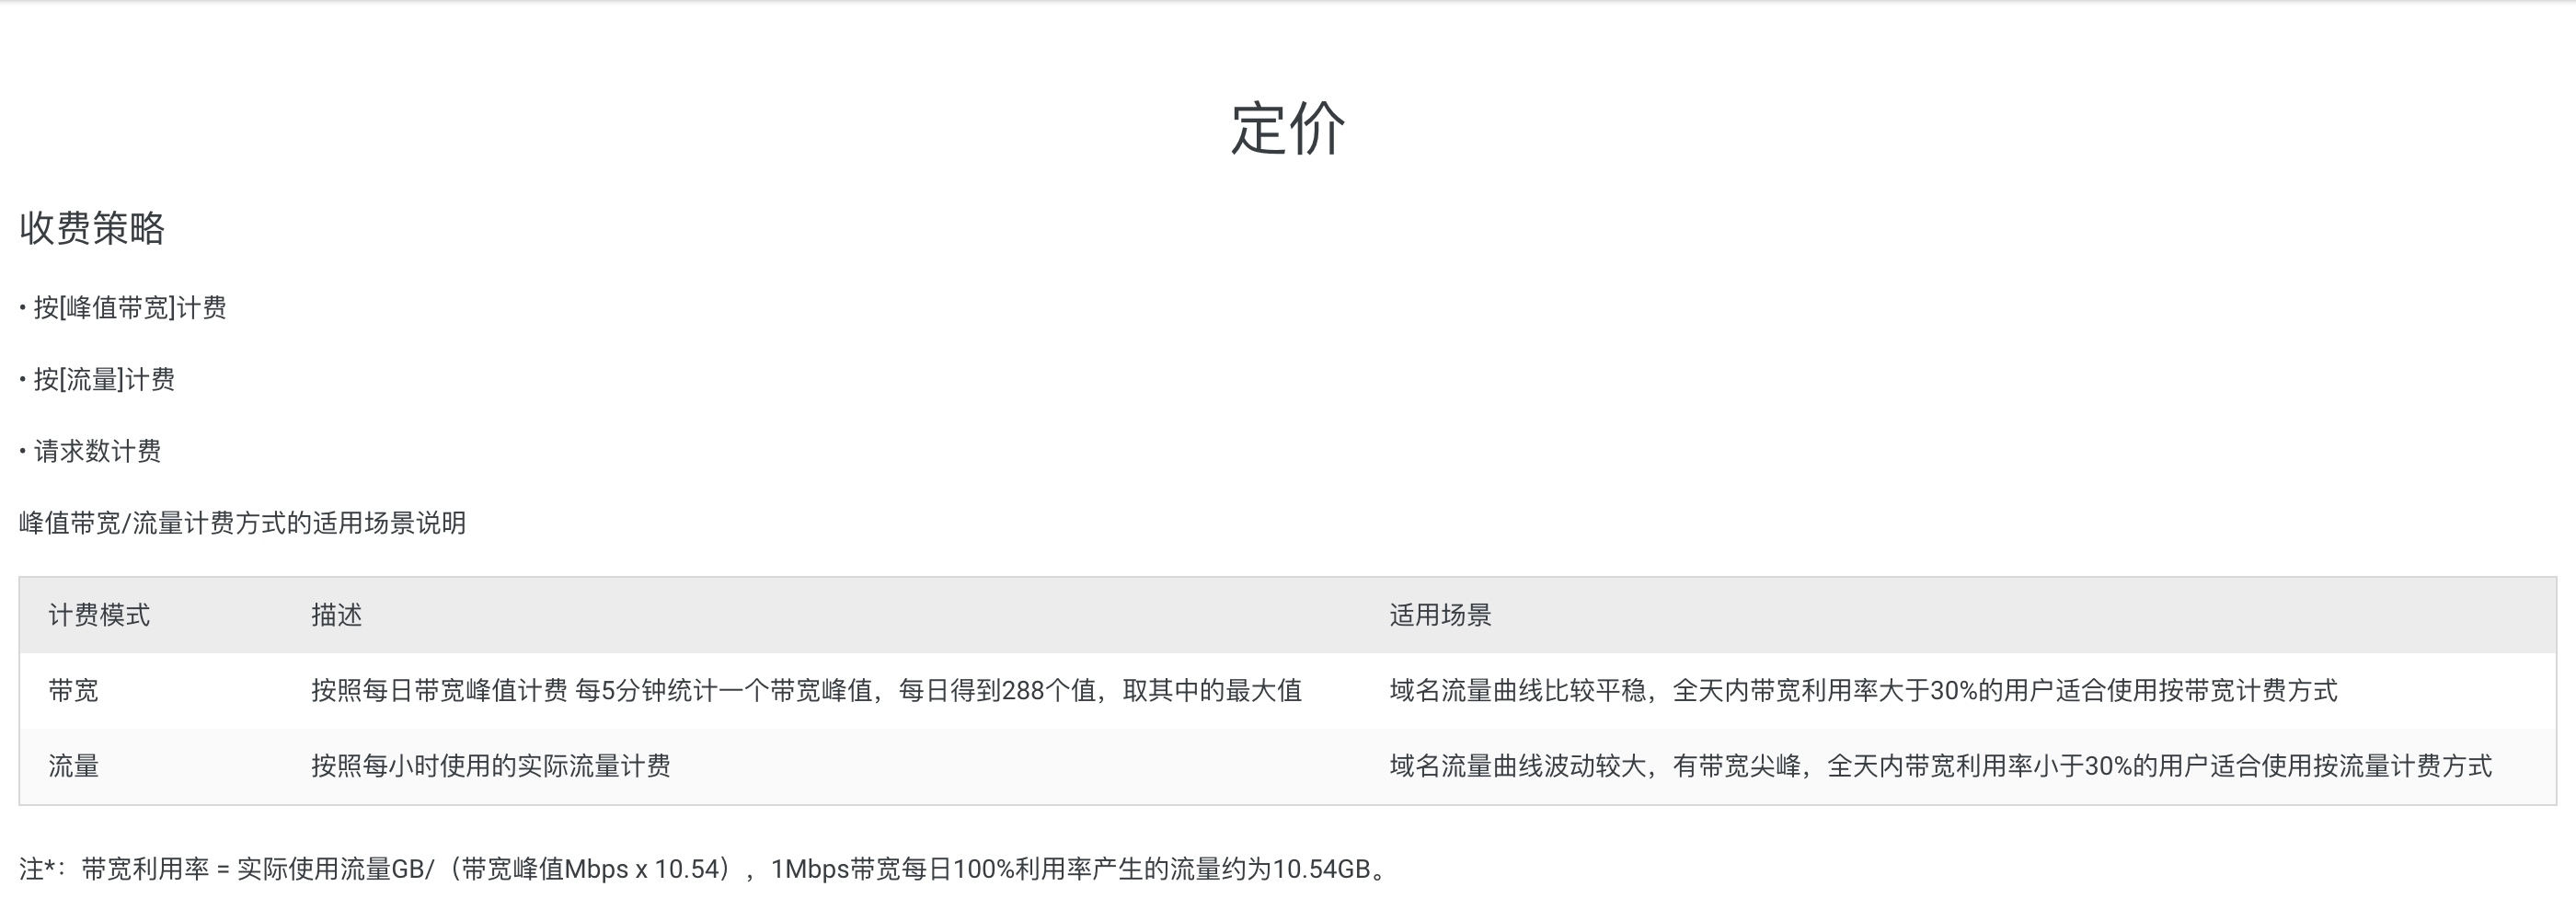 定价
收费策略
• 按[峰值带宽]计费
• 按[流量]计费
• 请求数计费
峰值带宽/流量计费方式的适用场景说明
计费模式 描述 适用场景
带宽 按照每日带宽峰值计费 每5分钟统计一个带宽峰值，每日得到288个值，取其中的最大值 域名流量曲线比较平稳，全天内带宽利用率大于30%的用户适合使用按带宽计费方式
流量 按照每小时使用的实际流量计费 域名流量曲线波动较大，有带宽尖峰，全天内带宽利用率小于30%的用户适合使用按流量计费方式
注*：带宽利用率 = 实际使用流量GB/（带宽峰值Mbps x 10.54），1Mbps带宽每日100%利用率产生的流量约为10.54GB。